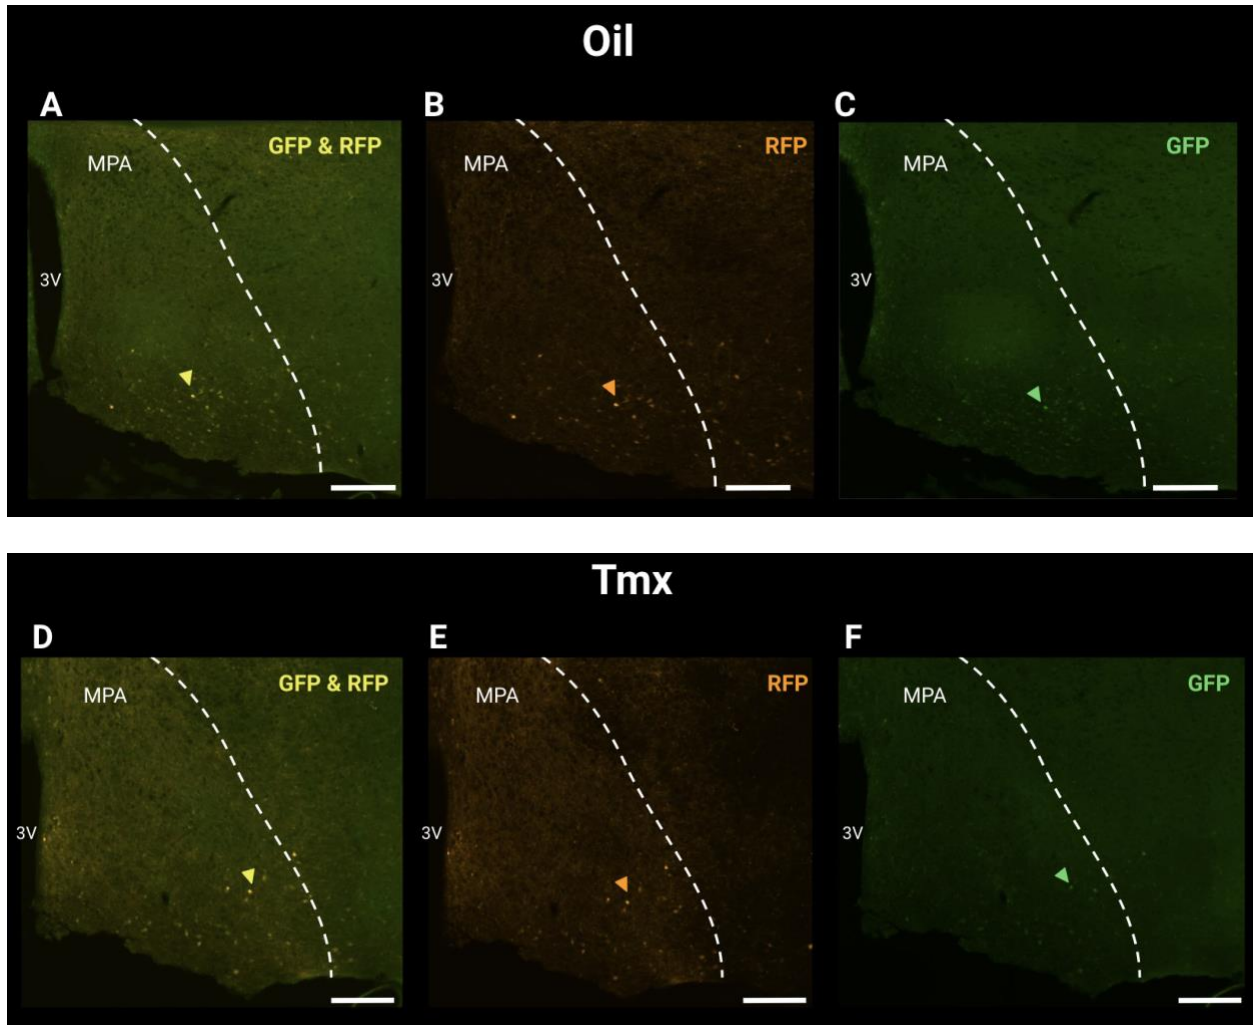 Oil
A
B
C
GFP & RFP
RFP
GFP
MPA
MPA
MPA
3V
3V
3V
Tmx
D
E
F
GFP & RFP
RFP
GFP
MPA
MPA
MPA
3V
3V
3V